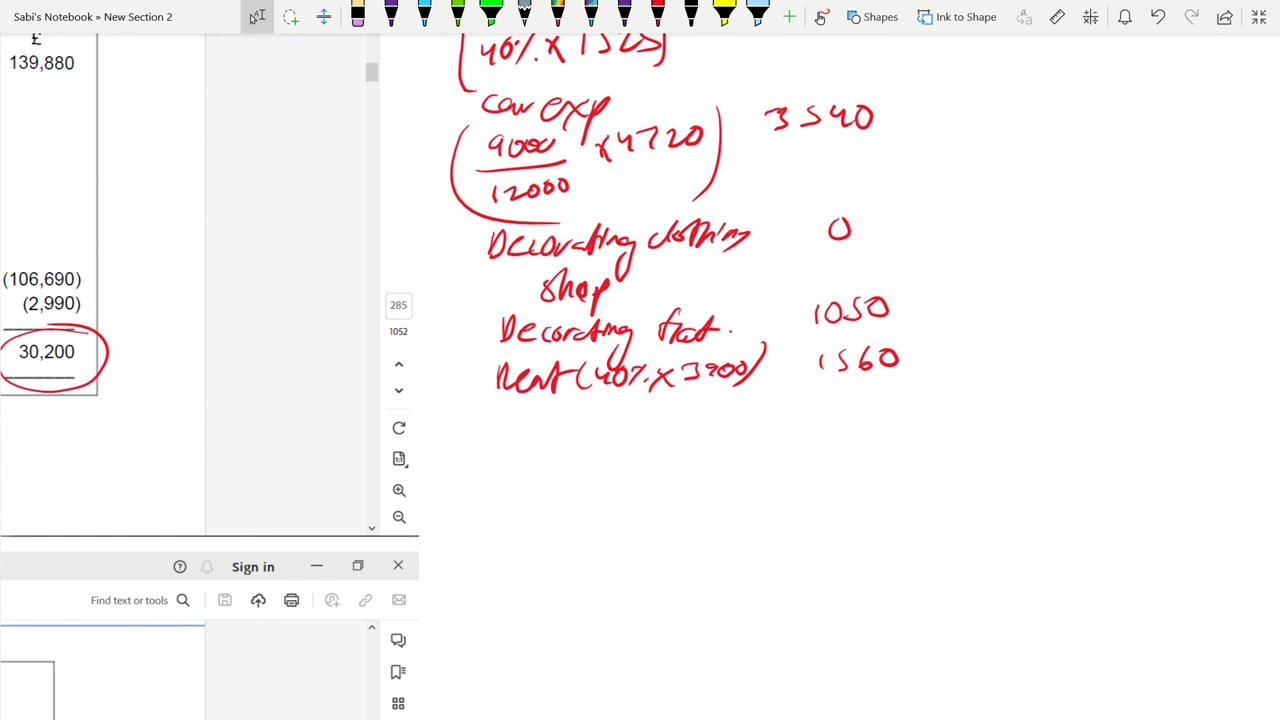 Sabi's Notebook » New Section 2
Shapes
Ink to Shape
£
139,880
(106,690)
(2,990)
30,200
285
1052
(40% x 1525)
Car exp
(9000/12000 x 4720) 3540
Decorating clothing 0
shop
Decorating flat. 1050
Rent (40% x 3900) 1560
Sign in
Find text or tools